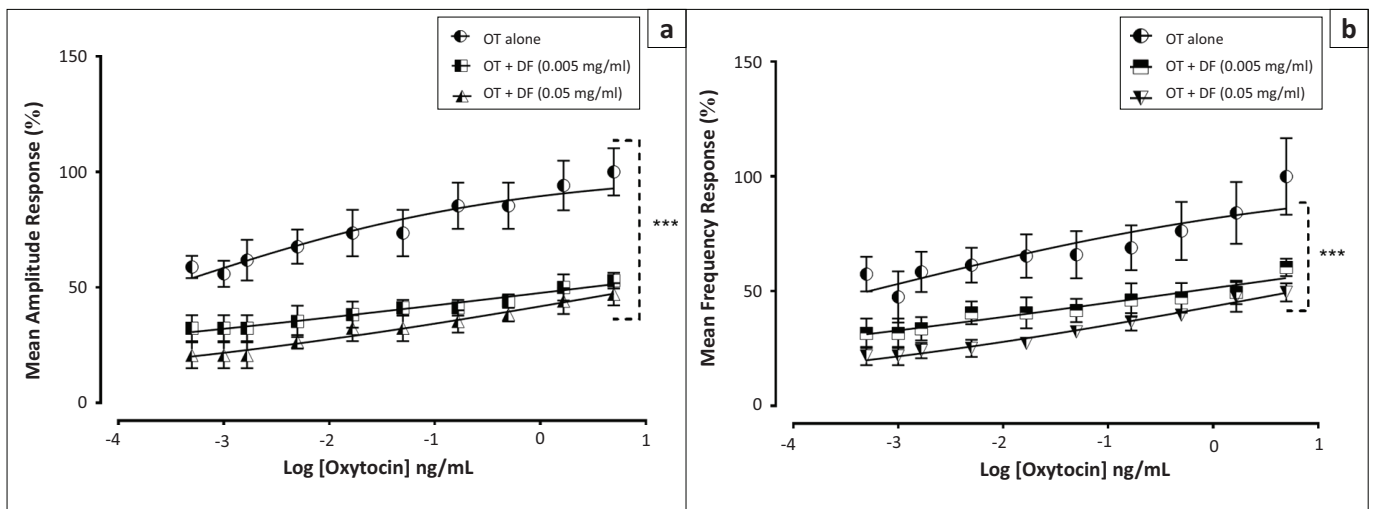 a
OT alone
OT + DF (0.005 mg/ml)
OT + DF (0.05 mg/ml)
Mean Amplitude Response (%)
150
100
50
0
***
-4 -3 -2 -1 0 1
Log [Oxytocin] ng/mL
b
OT alone
OT + DF (0.005 mg/ml)
OT + DF (0.05 mg/ml)
Mean Frequency Response (%)
150
100
50
0
***
-4 -3 -2 -1 0 1
Log [Oxytocin] ng/mL